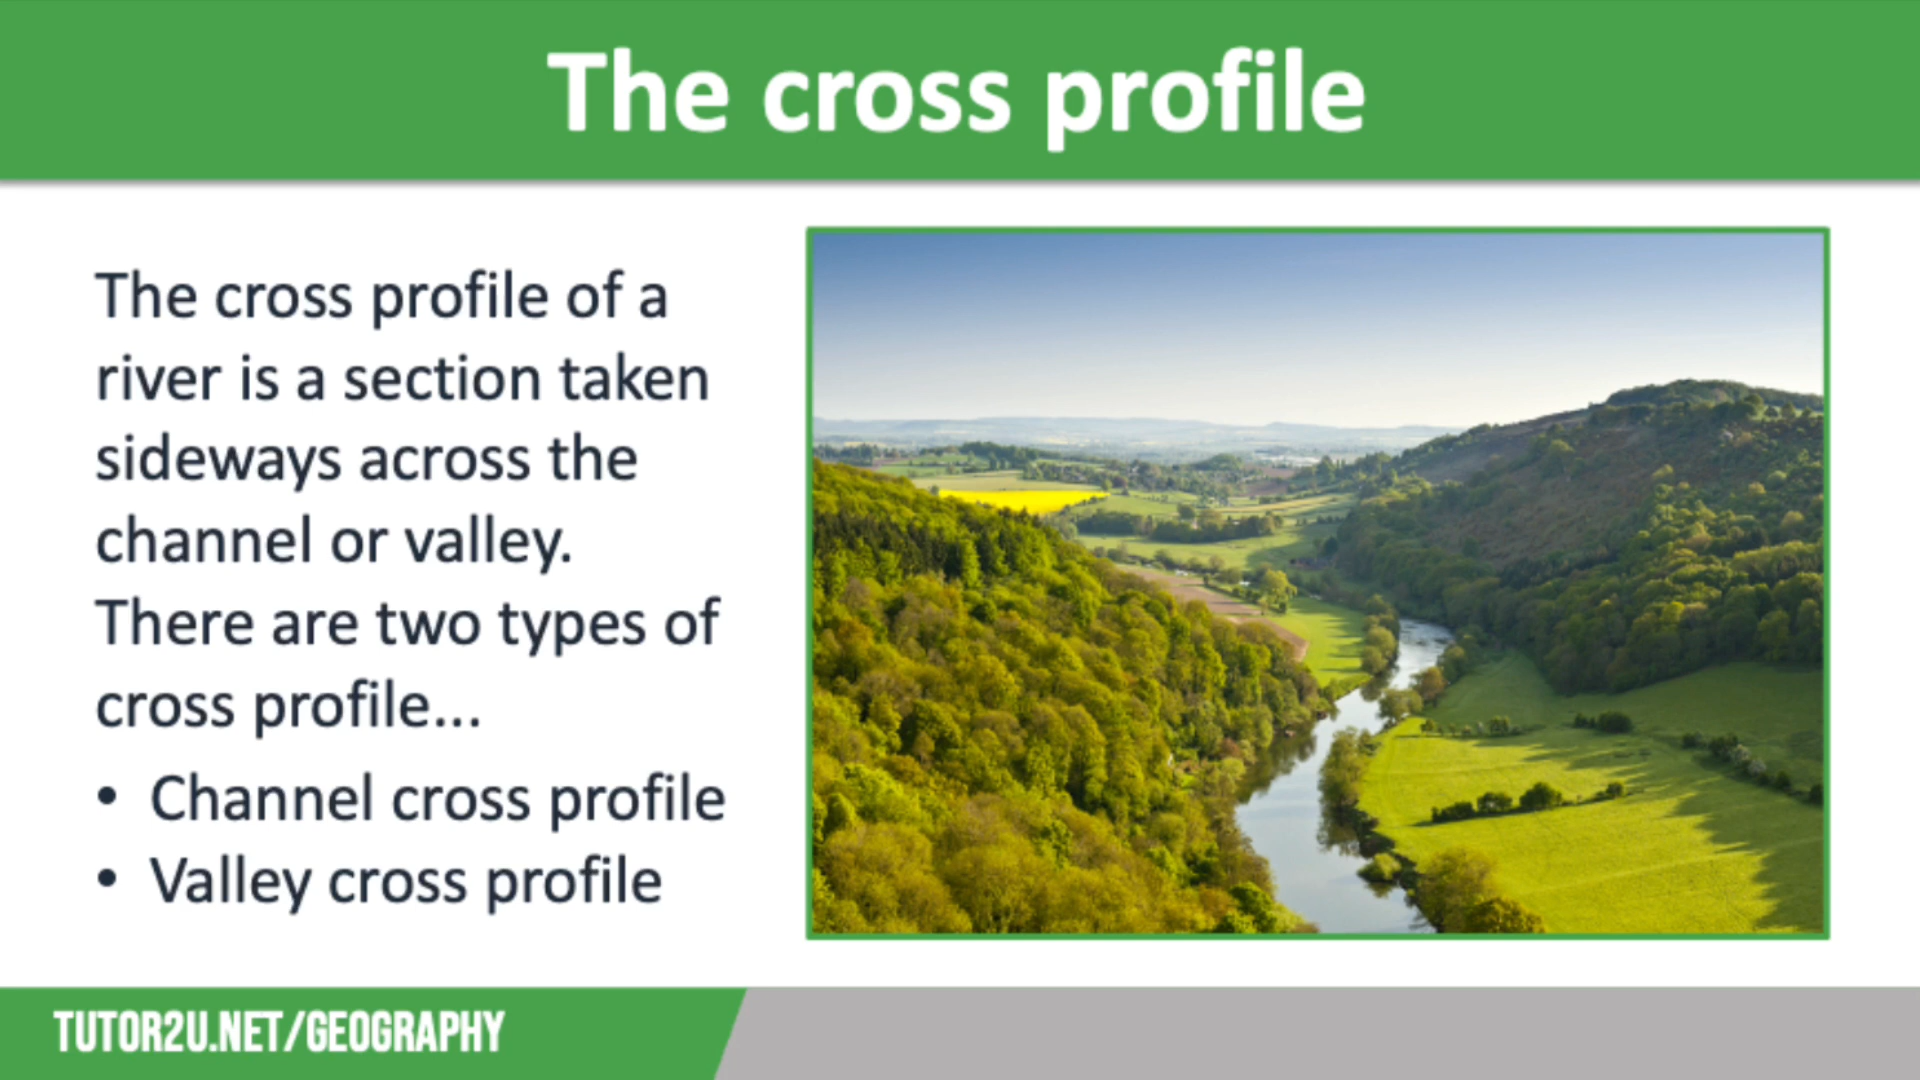 The cross profile
The cross profile of a
river is a section taken
sideways across the
channel or valley.
There are two types of
cross profile...
• Channel cross profile
• Valley cross profile
TUTOR2U.NET/GEOGRAPHY